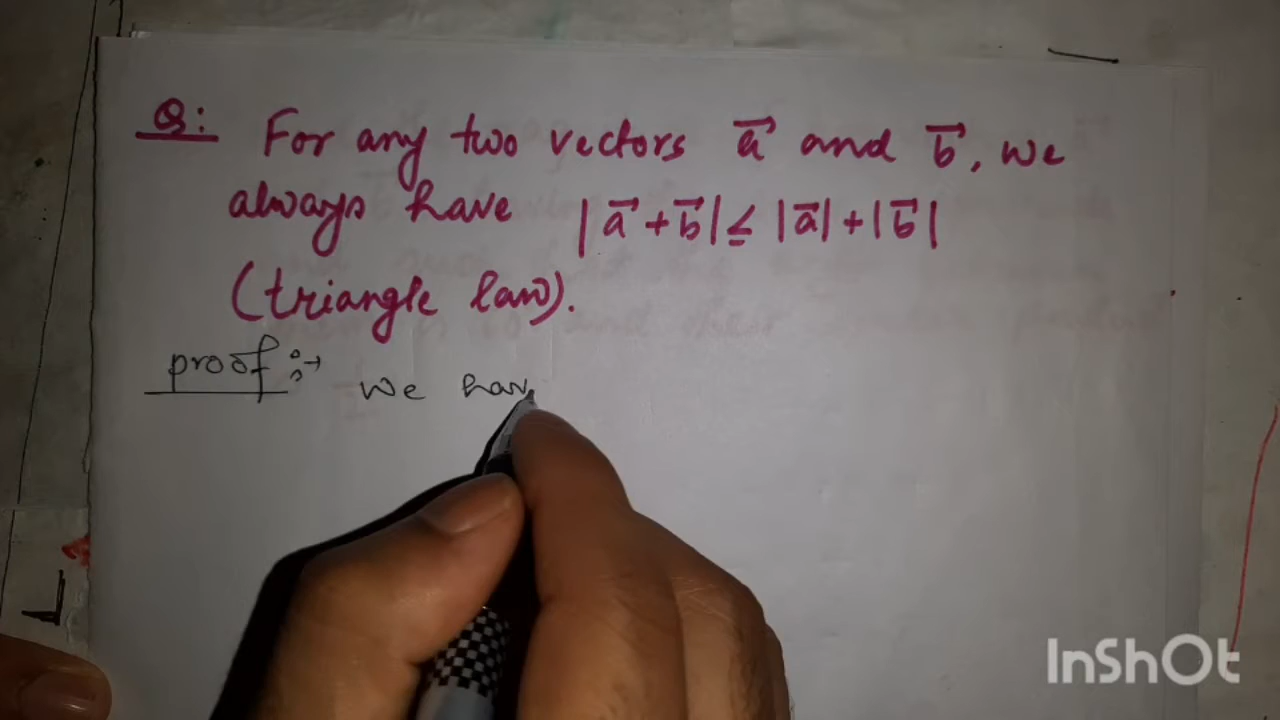 Q: For any two vectors a⃗ and b⃗, we
always have |a⃗ + b⃗| ≤ |a⃗| + |b⃗|
(triangle law).
proof :→ We hav
InShOt